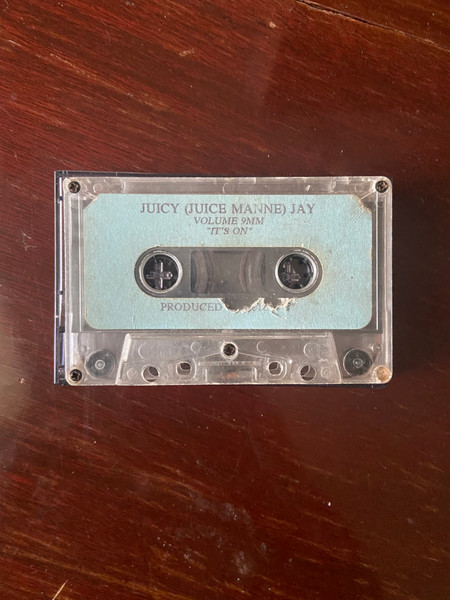 JUICY (JUICE MANNE) JAY
VOLUME 9MM
"IT'S ON"
PRODUCED